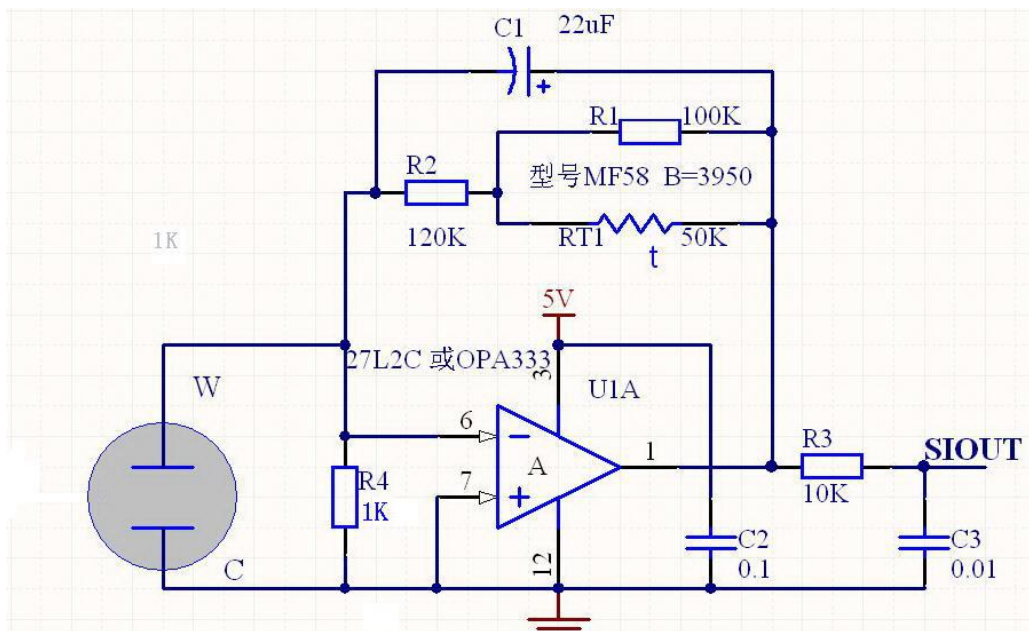 C1 22uF
R1 100K
R2
型号MF58 B=3950
120K
RT1 50K
t
1K
5V
27L2C 或OPA333
3
U1A
W
6
1
R3
SIOUT
A
7
R4
1K
10K
C2
C3
C
12
0.1
0.01